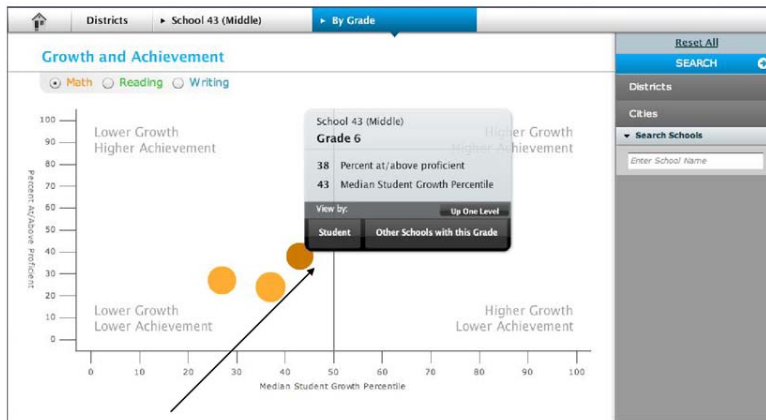 Districts
▸ School 43 (Middle)
▸ By Grade
Growth and Achievement
Math Reading Writing
Reset All
SEARCH
Districts
Cities
Search Schools
Enter School Name
School 43 (Middle)
Grade 6
38 Percent at/above proficient
43 Median Student Growth Percentile
View by:
Up One Level
Student
Other Schools with this Grade
Lower Growth
Higher Achievement
Higher Growth
Higher Achievement
Percent At/Above Proficient
100
90
80
70
60
50
40
30
20
10
0
Lower Growth
Lower Achievement
Higher Growth
Lower Achievement
0 10 20 30 40 50 60 70 80 90 100
Median Student Growth Percentile